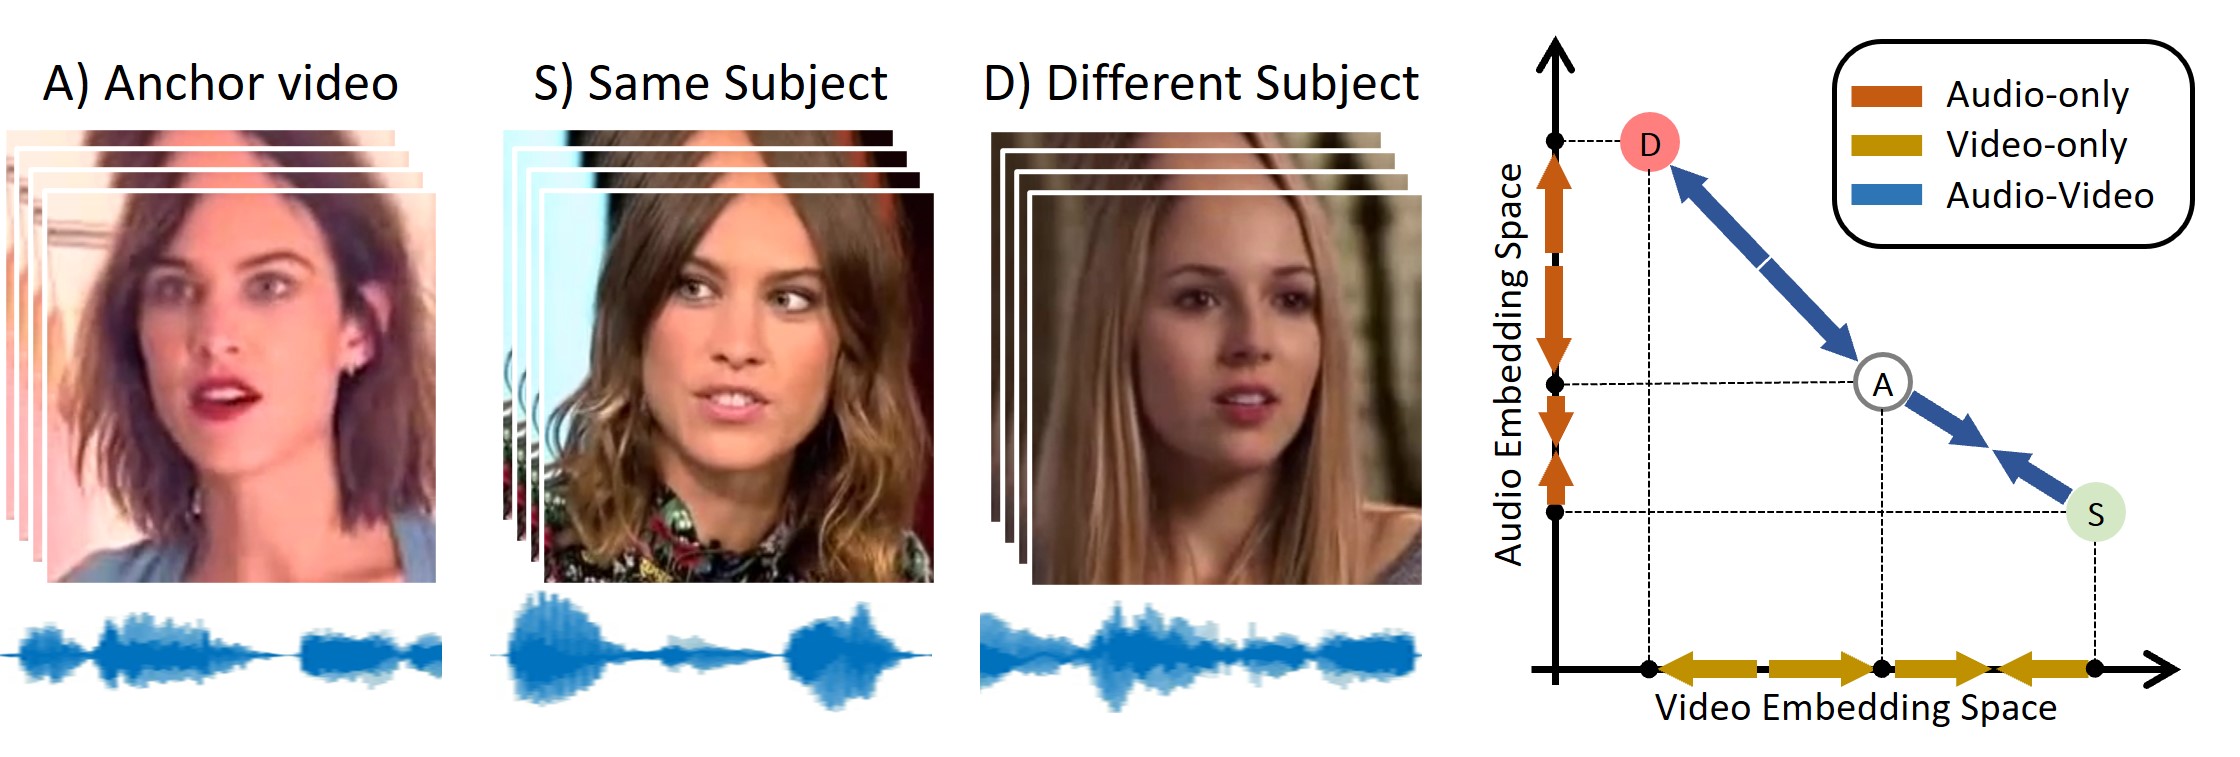 A) Anchor video
S) Same Subject
D) Different Subject
Audio-only
Video-only
Audio-Video
D
A
S
Audio Embedding Space
Video Embedding Space